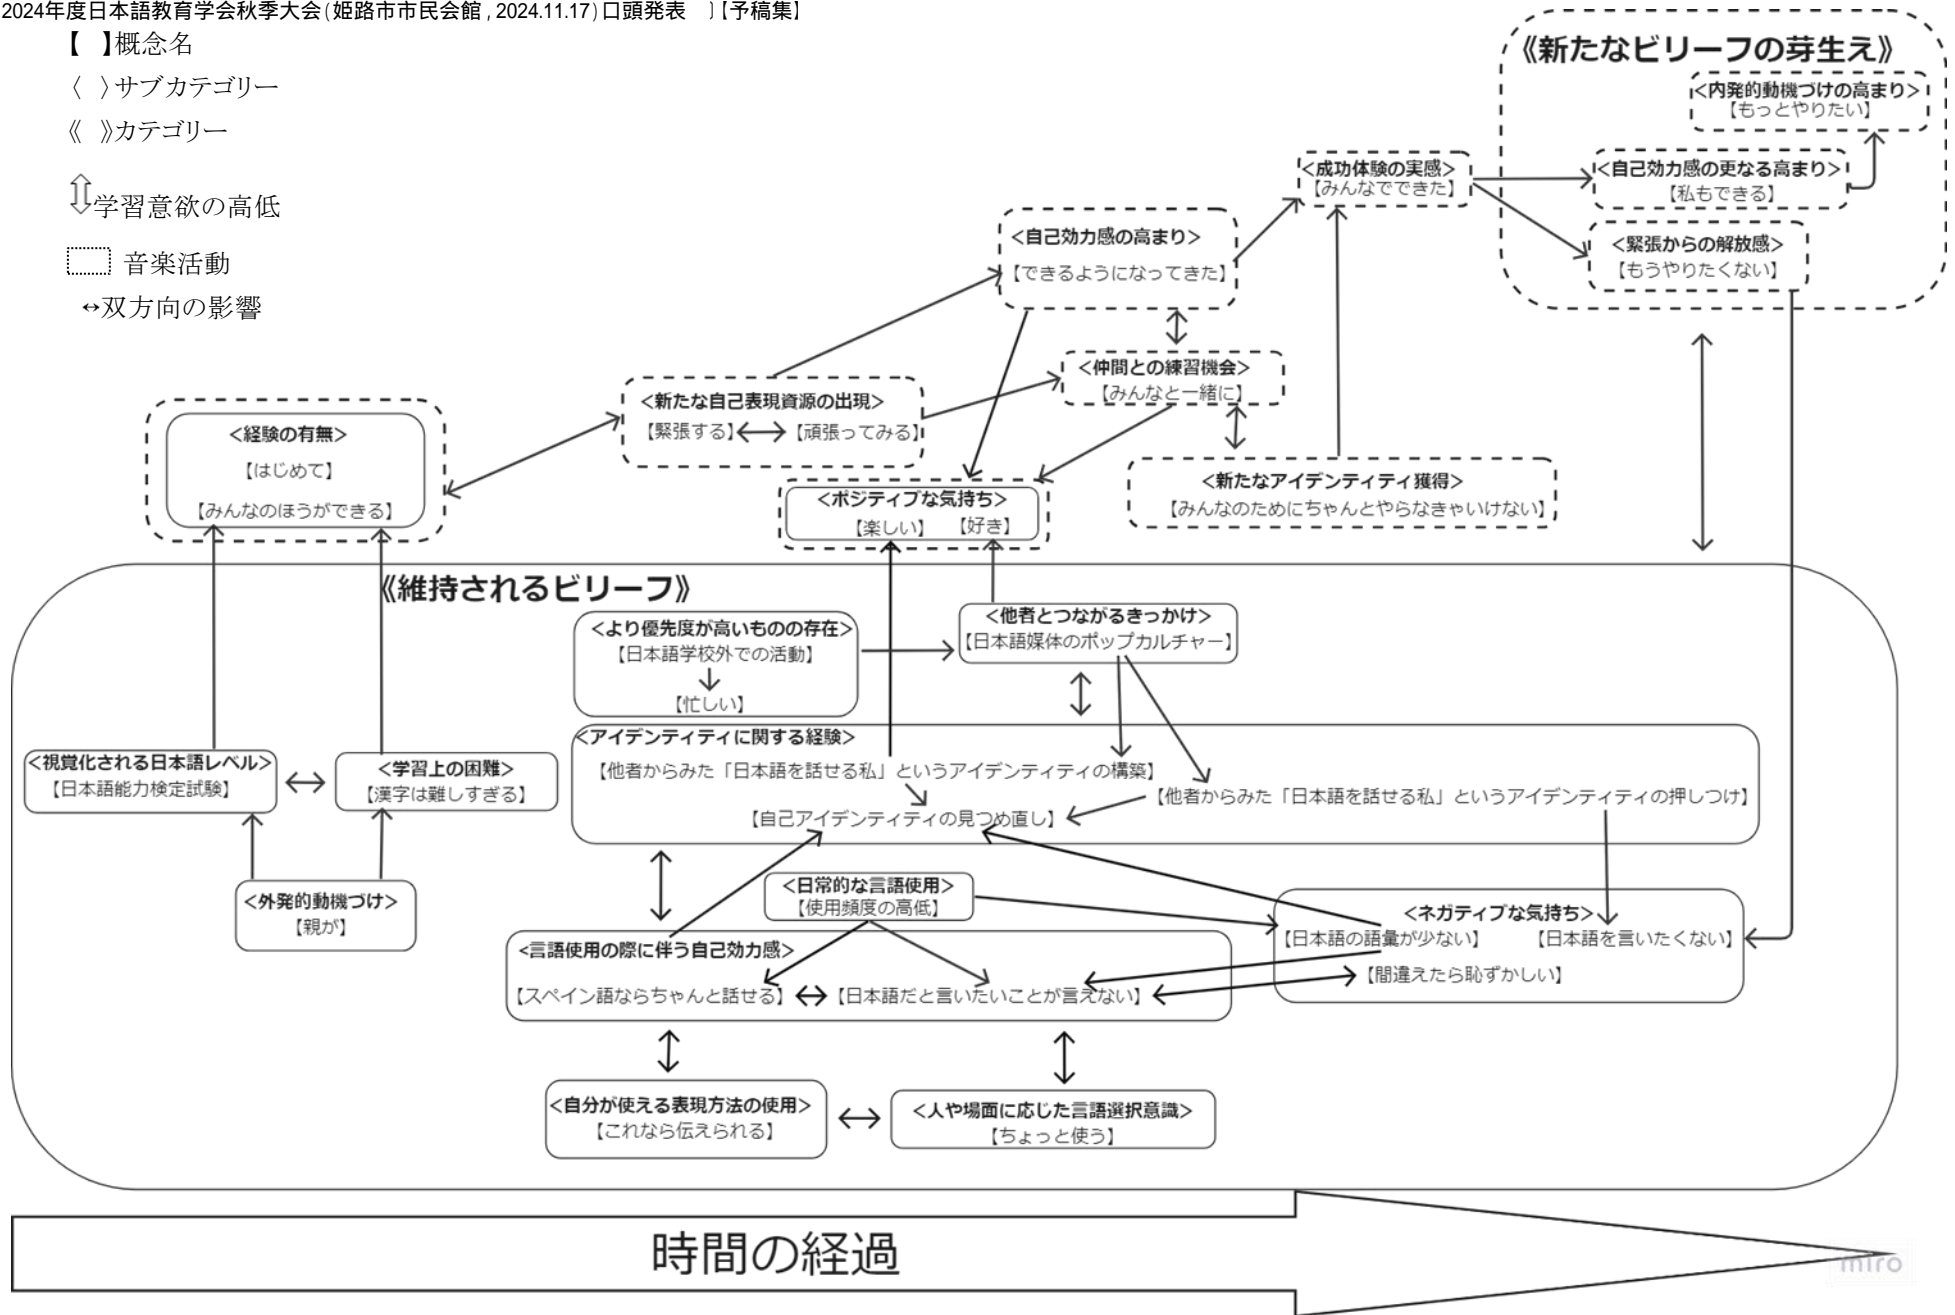 2024年度日本語教育学会秋季大会(姫路市市民会館,2024.11.17)口頭発表 〕【予稿集】
【 】概念名
〈 〉サブカテゴリー
《 》カテゴリー
学習意欲の高低
音楽活動
↔双方向の影響
《新たなビリーフの芽生え》
<内発的動機づけの高まり>
【もっとやりたい】
<成功体験の実感>
【みんなでできた】
<自己効力感の更なる高まり>
【私もできる】
<緊張からの解放感>
【もうやりたくない】
<自己効力感の高まり>
【できるようになってきた】
<仲間との練習機会>
【みんなと一緒に】
<新たな自己表現資源の出現>
【緊張する】 【頑張ってみる】
<経験の有無>
【はじめて】
【みんなのほうができる】
<ポジティブな気持ち>
【楽しい】 【好き】
<新たなアイデンティティ獲得>
【みんなのためにちゃんとやらなきゃいけない】
《維持されるビリーフ》
<より優先度が高いものの存在>
【日本語学校外での活動】
【忙しい】
<他者とつながるきっかけ>
【日本語媒体のポップカルチャー】
<視覚化される日本語レベル>
【日本語能力検定試験】
<学習上の困難>
【漢字は難しすぎる】
<アイデンティティに関する経験>
【他者からみた「日本語を話せる私」というアイデンティティの構築】
【他者からみた「日本語を話せる私」というアイデンティティの押しつけ】
【自己アイデンティティの見つめ直し】
<外発的動機づけ>
【親が】
<日常的な言語使用>
【使用頻度の高低】
<ネガティブな気持ち>
【日本語の語彙が少ない】 【日本語を言いたくない】
【間違えたら恥ずかしい】
<言語使用の際に伴う自己効力感>
【スペイン語ならちゃんと話せる】 【日本語だと言いたいことが言えない】
<自分が使える表現方法の使用>
【これなら伝えられる】
<人や場面に応じた言語選択意識>
【ちょっと使う】
時間の経過
miro